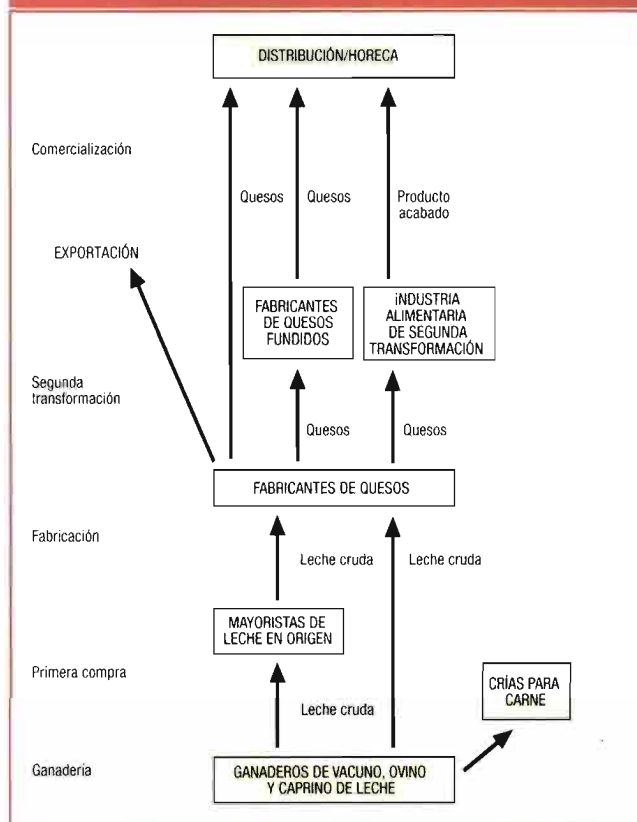 DISTRIBUCIÓN/HORECA
Comercialización
Quesos
Quesos
Producto
acabado
EXPORTACIÓN
FABRICANTES
DE QUESOS
FUNDIDOS
iNDUSTRIA
ALIMENTARIA
DE SEGUNDA
TRANSFORMACIÓN
Segunda
transformación
Quesos
Quesos
FABRICANTES DE QUESOS
Fabricación
Leche cruda
Leche cruda
MAYORISTAS DE
LECHE EN ORIGEN
Primera compra
CRÍAS PARA
CARNE
Leche cruda
Ganadería
GANADEROS DE VACUNO, OVINO
Y CAPRINO DE LECHE